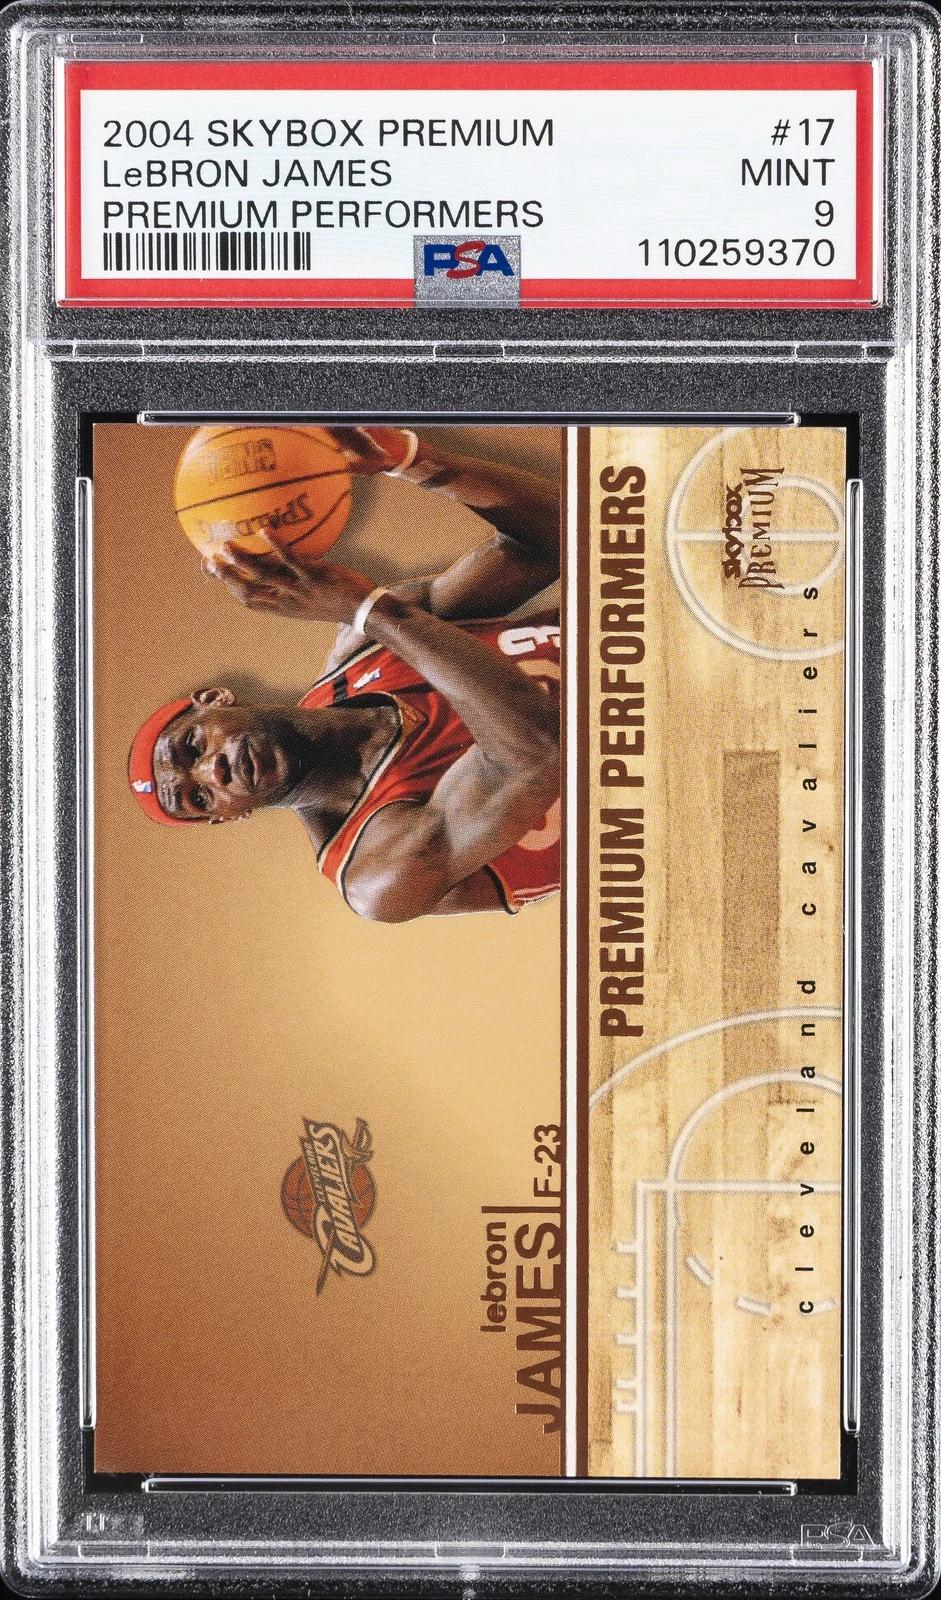 2004 SKYBOX PREMIUM #17
LeBRON JAMES MINT
PREMIUM PERFORMERS 9
PSA 110259370
SPALDING
skybox
PREMIUM
PREMIUM PERFORMERS
CAVALIERS
lebron
JAMES F-23
cleveland cavaliers
PSA